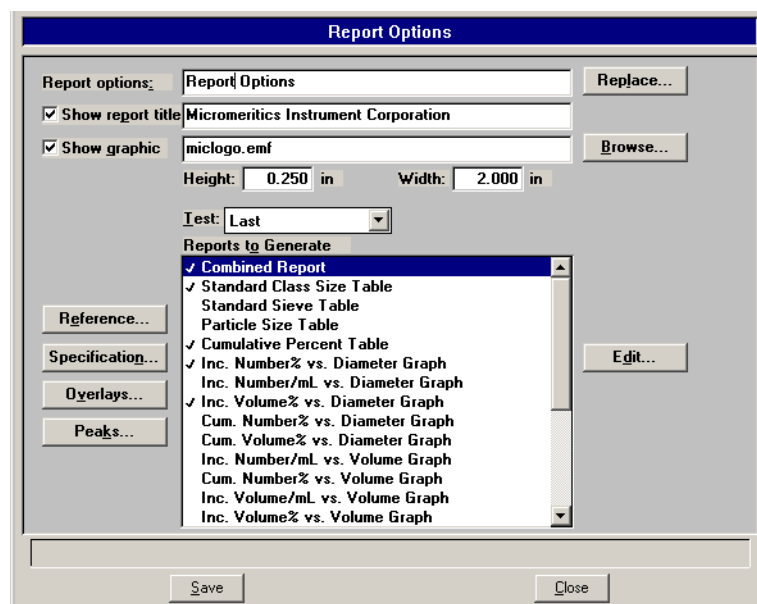 Report Options
Report options: Report Options Replace...
✓ Show report title Micromeritics Instrument Corporation
✓ Show graphic miclogo.emf Browse...
Height: 0.250 in Width: 2.000 in
Test: Last
Reports to Generate
✓ Combined Report
✓ Standard Class Size Table
Standard Sieve Table
Particle Size Table
✓ Cumulative Percent Table
✓ Inc. Number% vs. Diameter Graph
Inc. Number/mL vs. Diameter Graph
✓ Inc. Volume% vs. Diameter Graph
Cum. Number% vs. Diameter Graph
Cum. Volume% vs. Diameter Graph
Inc. Number/mL vs. Volume Graph
Cum. Number% vs. Volume Graph
Inc. Volume/mL vs. Volume Graph
Inc. Volume% vs. Volume Graph
Reference...
Specification...
Overlays...
Peaks...
Edit...
Save Close